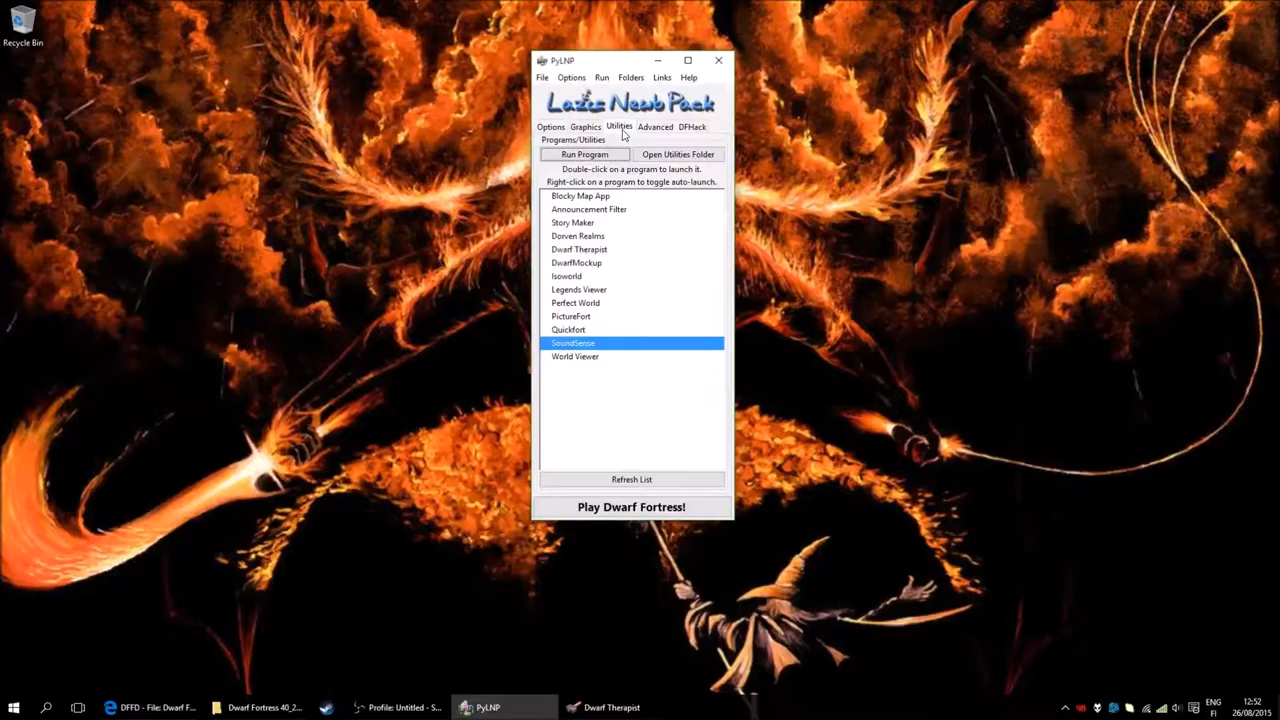 Recycle Bin
PyLNP
File Options Run Folders Links Help
Lazy Newb Pack
Options Graphics Utilities Advanced DFHack
Programs/Utilities
Run Program Open Utilities Folder
Double-click on a program to launch it.
Right-click on a program to toggle auto-launch.
Blocky Map App
Announcement Filter
Story Maker
Dorven Realms
Dwarf Therapist
DwarfMockup
Isoworld
Legends Viewer
Perfect World
PictureFort
Quickfort
SoundSense
World Viewer
Refresh List
Play Dwarf Fortress!
DFFD - File: Dwarf F... Dwarf Fortress 40_2... Profile: Untitled - S... PyLNP Dwarf Therapist
ENG 12:52
FI 26/08/2015